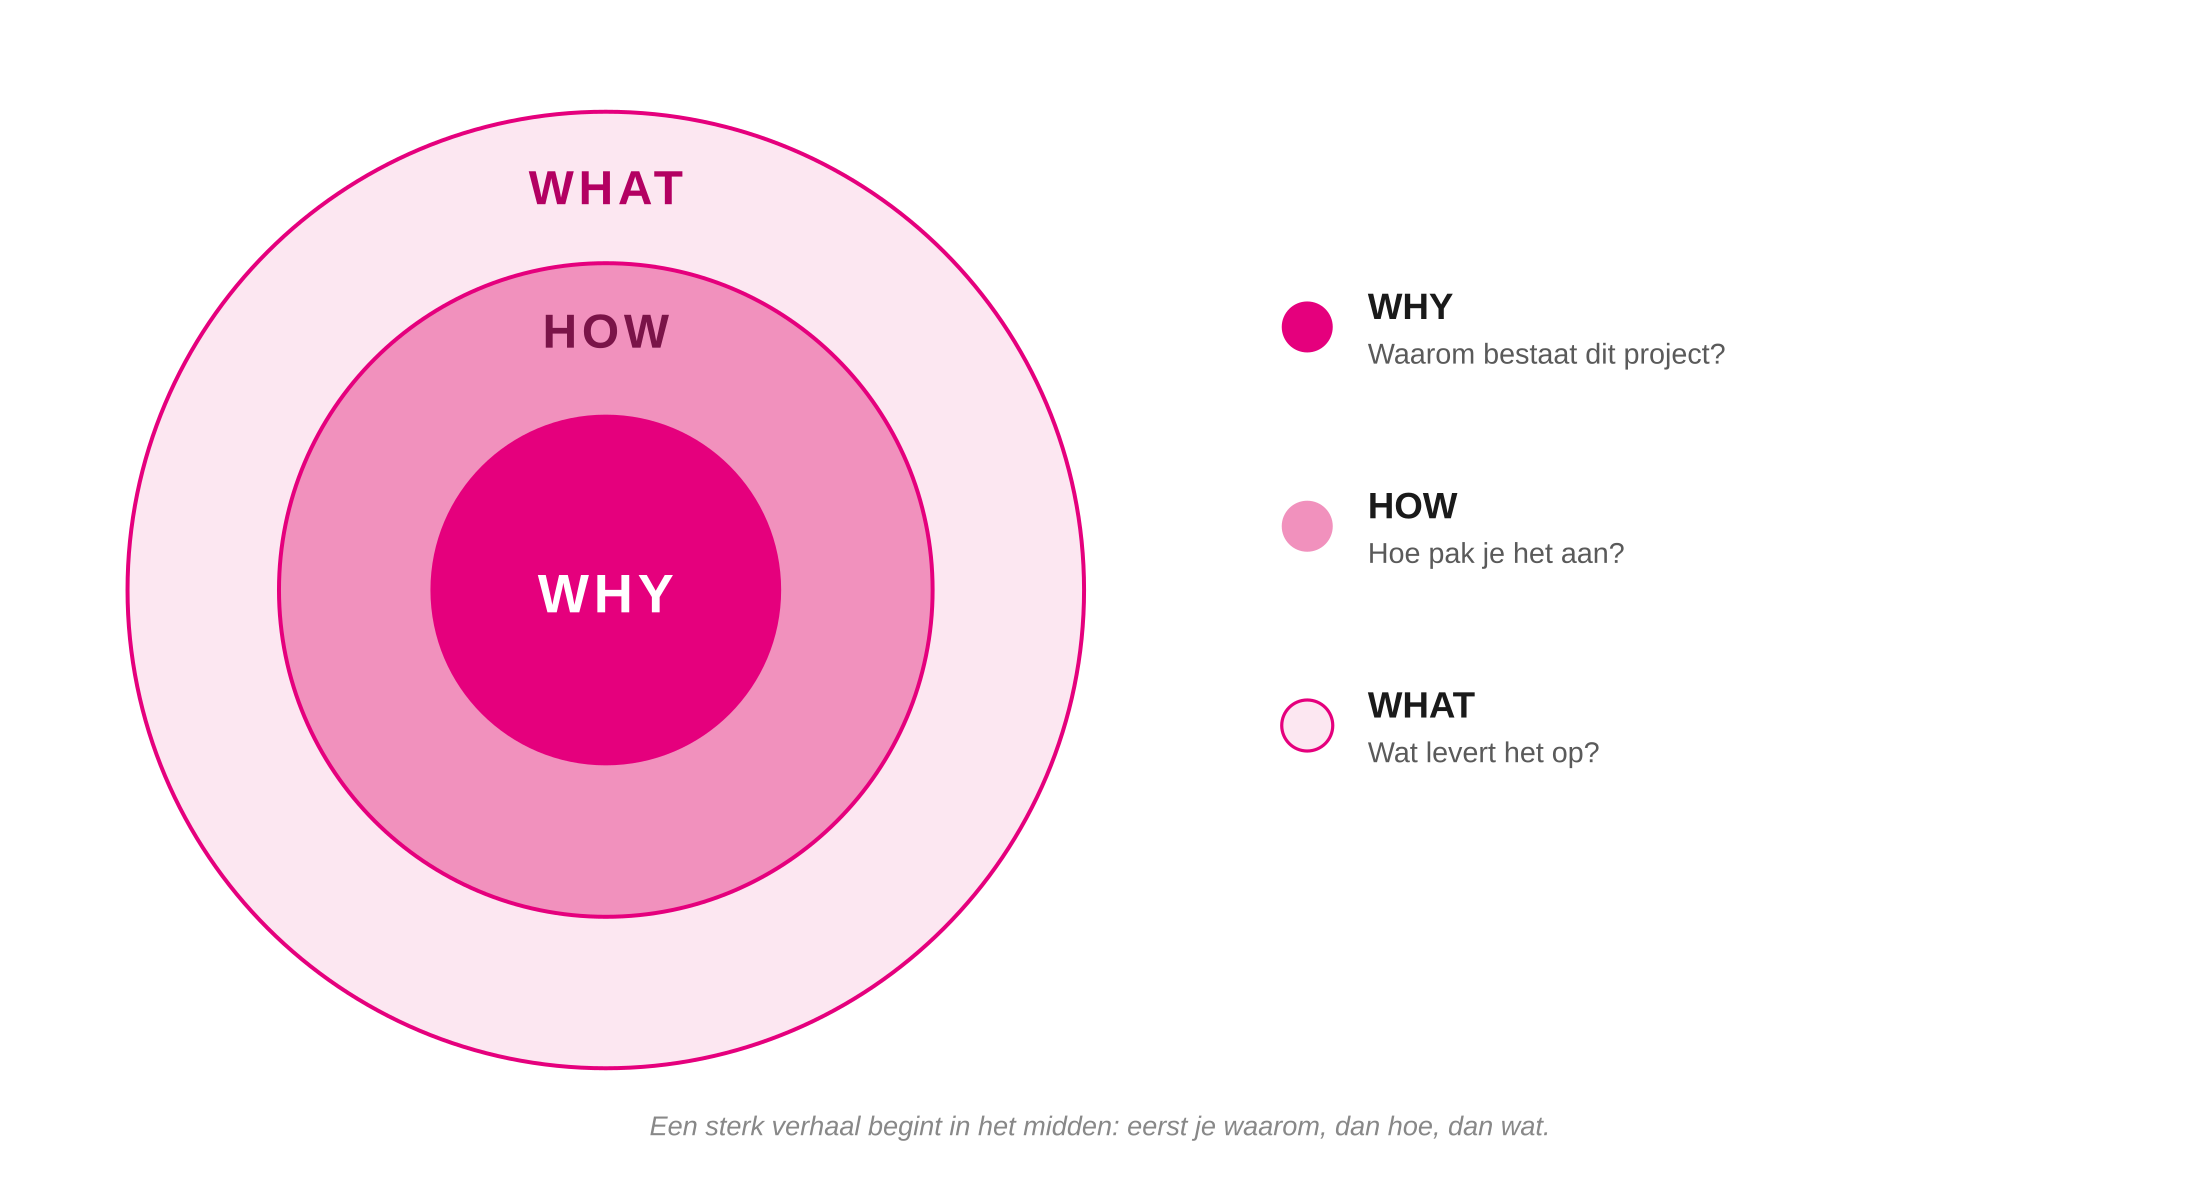 WHAT
HOW
WHY
WHY
Waarom bestaat dit project?
HOW
Hoe pak je het aan?
WHAT
Wat levert het op?
Een sterk verhaal begint in het midden: eerst je waarom, dan hoe, dan wat.